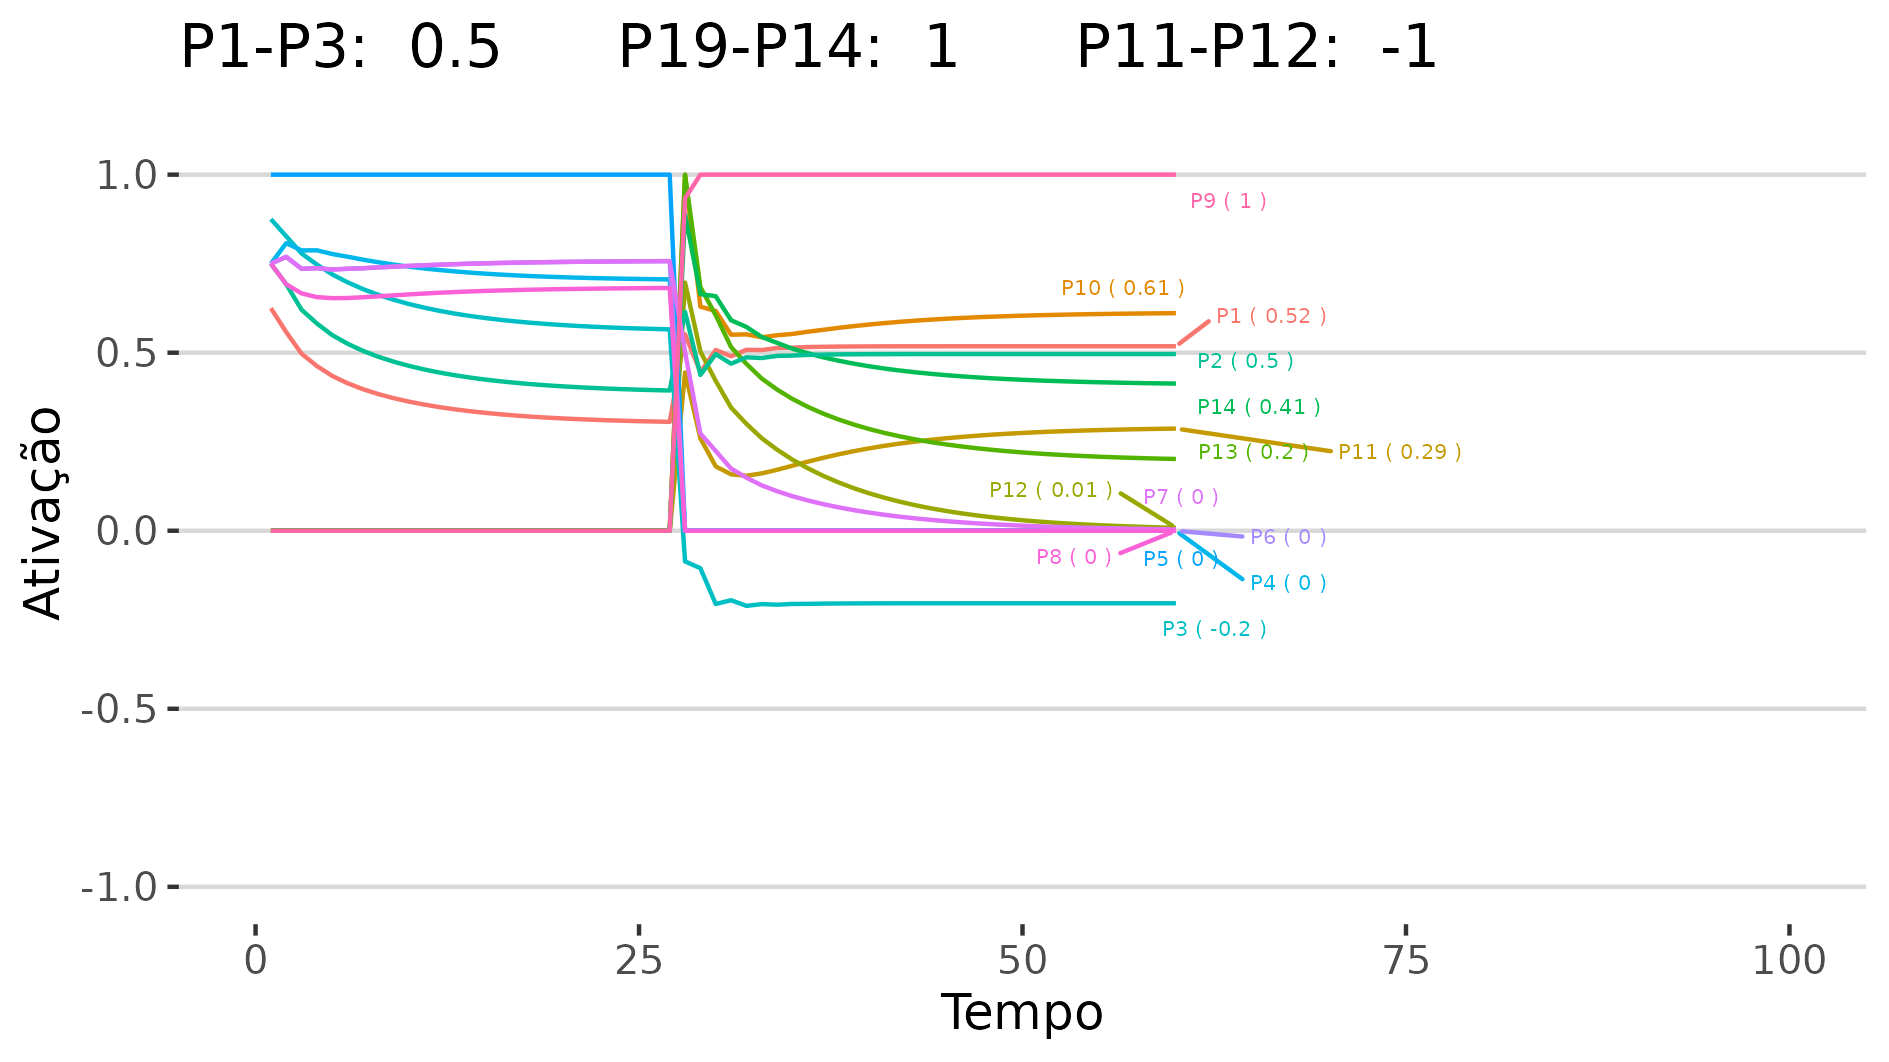 P1-P3:  0.5    P19-P14:  1    P11-P12:  -1
1.0
0.5
0.0
-0.5
-1.0
Ativação
P9 ( 1 )
P10 ( 0.61 )
P1 ( 0.52 )
P2 ( 0.5 )
P14 ( 0.41 )
P13 ( 0.2 )
P11 ( 0.29 )
P12 ( 0.01 )
P7 ( 0 )
P6 ( 0 )
P8 ( 0 )
P5 ( 0 )
P4 ( 0 )
P3 ( -0.2 )
0 25 50 75 100
Tempo